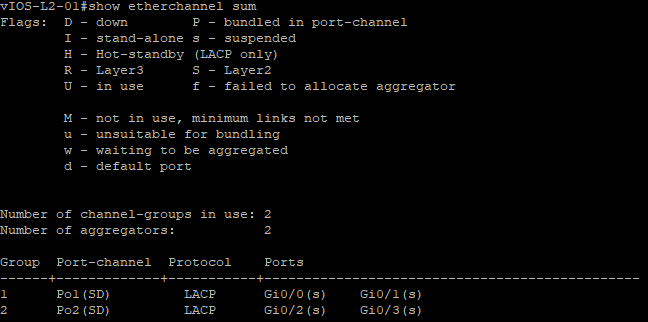 vIOS-L2-01#show etherchannel sum
Flags:  D - down        P - bundled in port-channel
        I - stand-alone s - suspended
        H - Hot-standby (LACP only)
        R - Layer3      S - Layer2
        U - in use      f - failed to allocate aggregator

        M - not in use, minimum links not met
        u - unsuitable for bundling
        w - waiting to be aggregated
        d - default port


Number of channel-groups in use: 2
Number of aggregators:           2

Group  Port-channel  Protocol    Ports
------+-------------+-----------+-----------------------------------------------
1      Po1(SD)         LACP      Gi0/0(s)    Gi0/1(s)
2      Po2(SD)         LACP      Gi0/2(s)    Gi0/3(s)